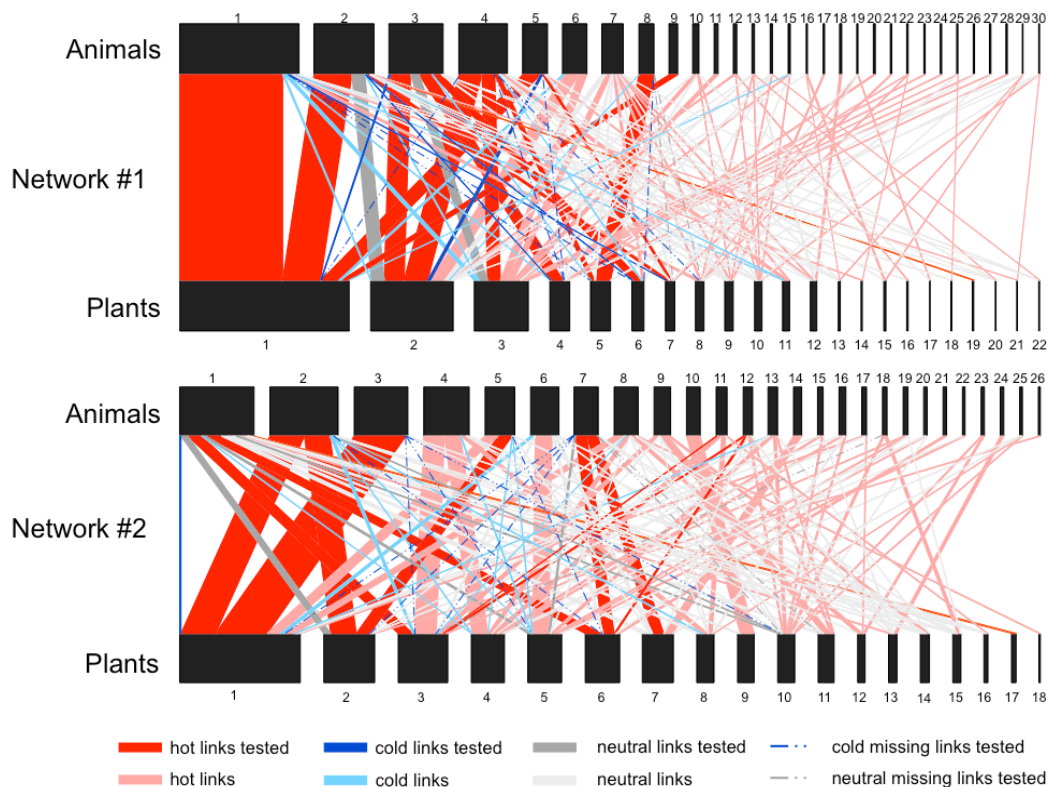 1 2 3 4 5 6 7 8 9 10 11 12 13 14 15 16 17 18 19 20 21 22 23 24 25 26 27 28 29 30
Animals
Network #1
Plants
1 2 3 4 5 6 7 8 9 10 11 12 13 14 15 16 17 18 19 20 21 22
1 2 3 4 5 6 7 8 9 10 11 12 13 14 15 16 17 18 19 20 21 22 23 24 25 26
Animals
Network #2
Plants
1 2 3 4 5 6 7 8 9 10 11 12 13 14 15 16 17 18
hot links tested cold links tested neutral links tested cold missing links tested
hot links cold links neutral links neutral missing links tested